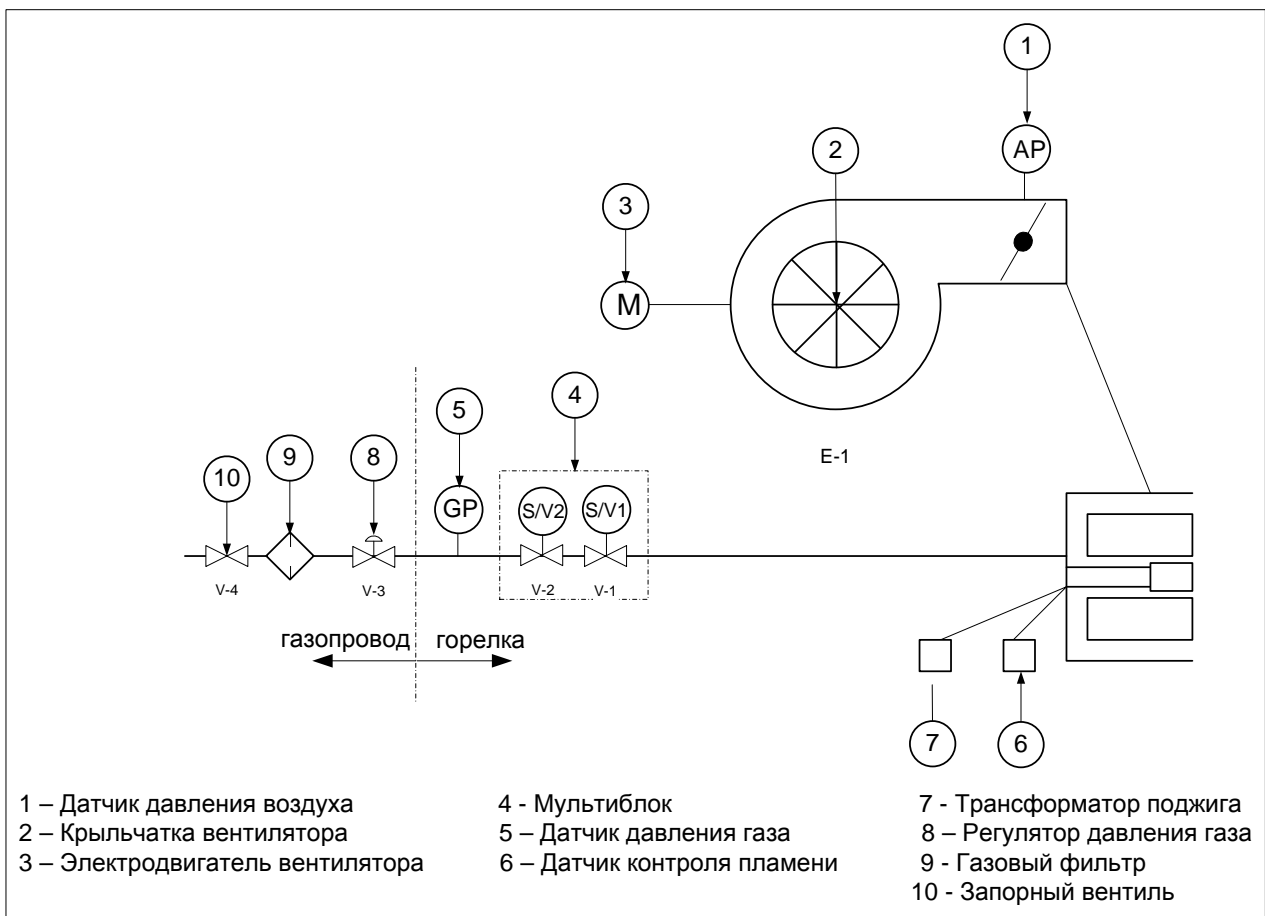 1
AP
2
3
M
E-1
4
5
8
9
10
GP
S/V2
S/V1
V-4
V-3
V-2
V-1
газопровод
горелка
7
6
1 – Датчик давления воздуха
2 – Крыльчатка вентилятора
3 – Электродвигатель вентилятора
4 - Мультиблок
5 – Датчик давления газа
6 – Датчик контроля пламени
7 - Трансформатор поджига
8 – Регулятор давления газа
9 - Газовый фильтр
10 - Запорный вентиль